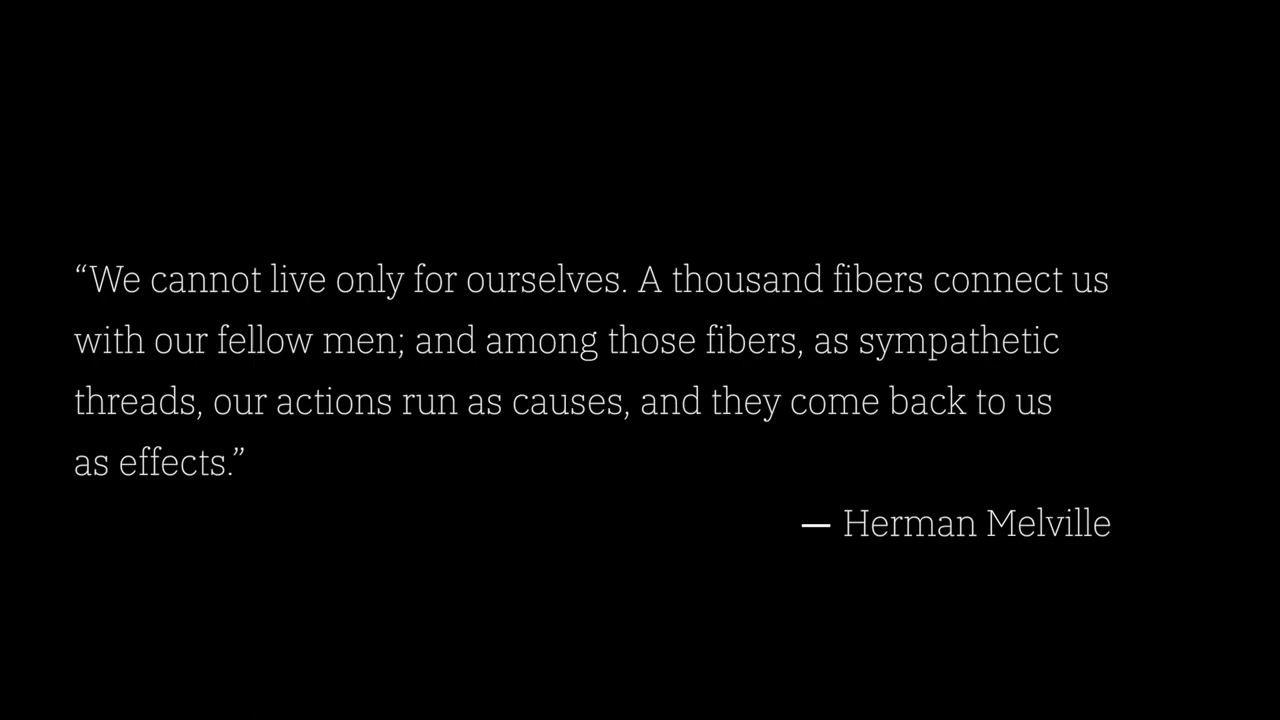 “We cannot live only for ourselves. A thousand fibers connect us
with our fellow men; and among those fibers, as sympathetic
threads, our actions run as causes, and they come back to us
as effects.”
— Herman Melville